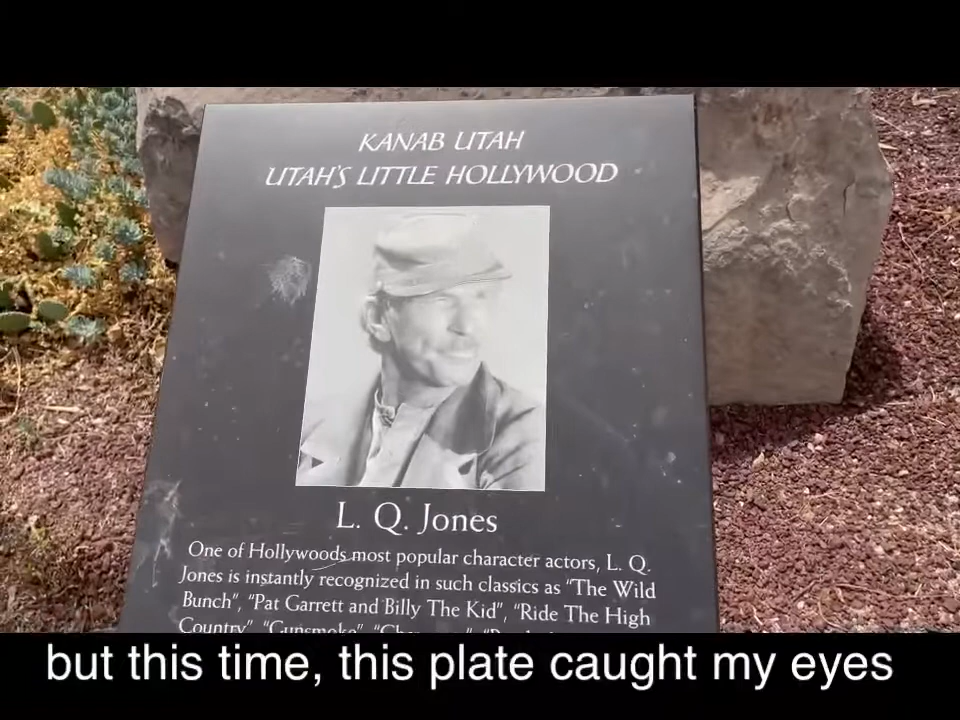 KANAB UTAH
UTAH'S LITTLE HOLLYWOOD
L. Q. Jones
One of Hollywoods most popular character actors, L. Q.
Jones is instantly recognized in such classics as "The Wild
Bunch", "Pat Garrett and Billy The Kid", "Ride The High
Country", "Gunsmoke",
but this time, this plate caught my eyes